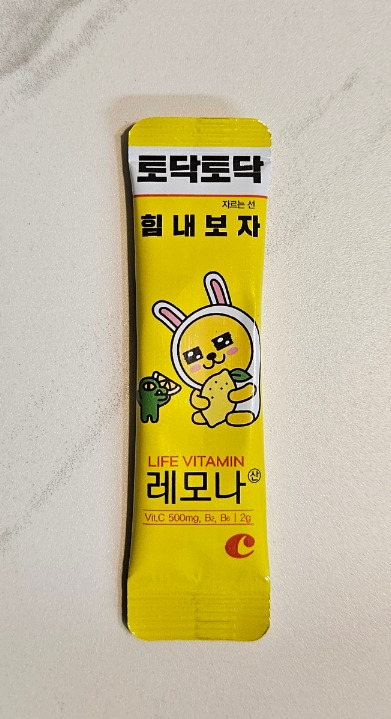 토닥토닥
자르는 선
힘내보자
LIFE VITAMIN
레모나 산
Vit.C 500mg, B₂, B₆ | 2g
C